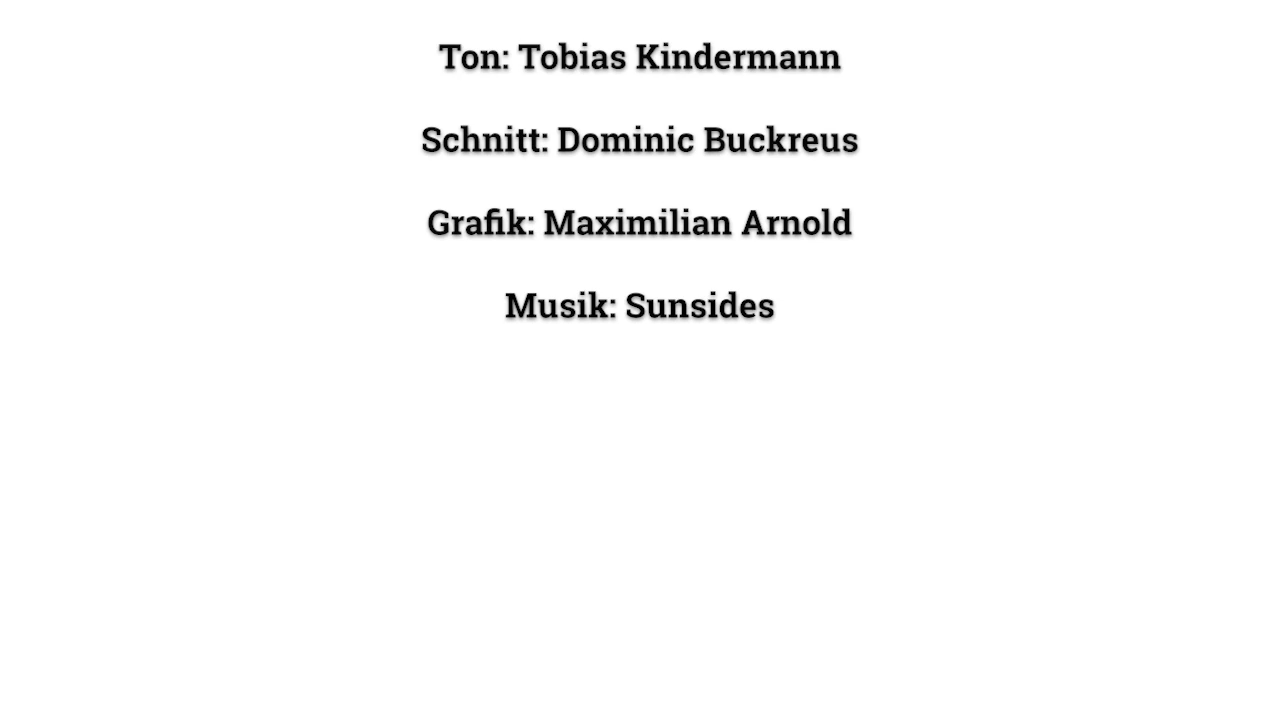 Ton: Tobias Kindermann
Schnitt: Dominic Buckreus
Grafik: Maximilian Arnold
Musik: Sunsides